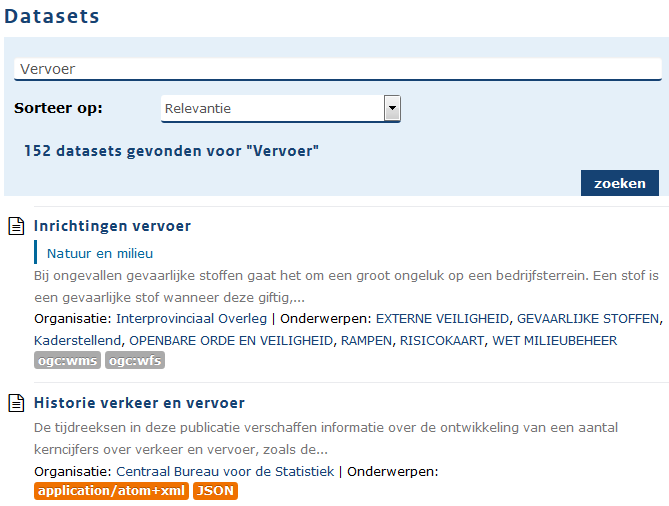 Datasets
Vervoer
Sorteer op: Relevantie
152 datasets gevonden voor "Vervoer"
zoeken
Inrichtingen vervoer
Natuur en milieu
Bij ongevallen gevaarlijke stoffen gaat het om een groot ongeluk op een bedrijfsterrein. Een stof is
een gevaarlijke stof wanneer deze giftig,...
Organisatie: Interprovinciaal Overleg | Onderwerpen: EXTERNE VEILIGHEID, GEVAARLIJKE STOFFEN,
Kaderstellend, OPENBARE ORDE EN VEILIGHEID, RAMPEN, RISICOKAART, WET MILIEUBEHEER
ogc:wms ogc:wfs
Historie verkeer en vervoer
De tijdreeksen in deze publicatie verschaffen informatie over de ontwikkeling van een aantal
kerncijfers over verkeer en vervoer, zoals de...
Organisatie: Centraal Bureau voor de Statistiek | Onderwerpen:
application/atom+xml JSON